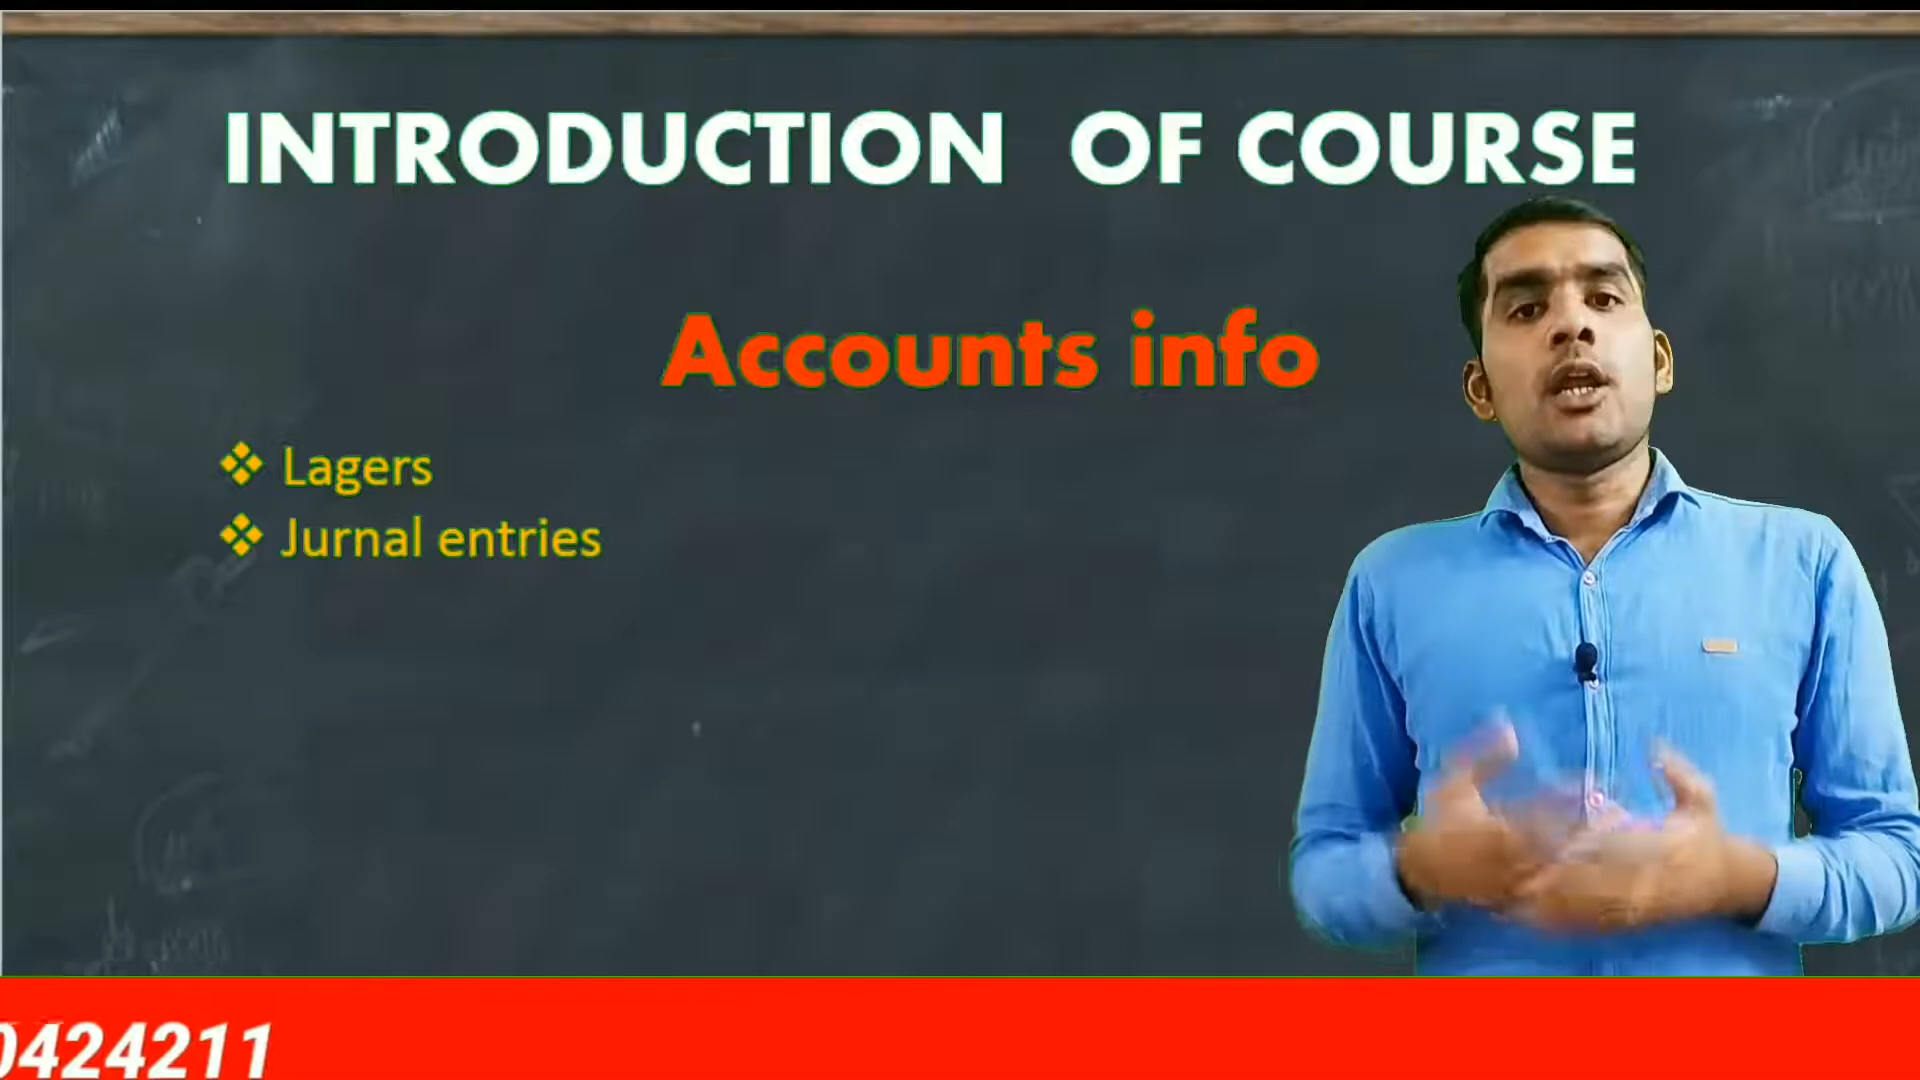 INTRODUCTION OF COURSE
Accounts info
❖ Lagers
❖ Jurnal entries
0424211